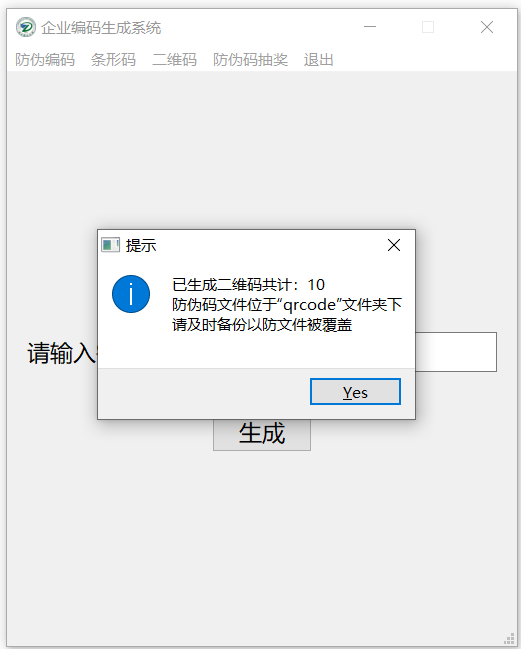 企业编码生成系统
防伪编码 条形码 二维码 防伪码抽奖 退出
提示
已生成二维码共计：10
防伪码文件位于“qrcode”文件夹下
请及时备份以防文件被覆盖
请输入
Yes
生成